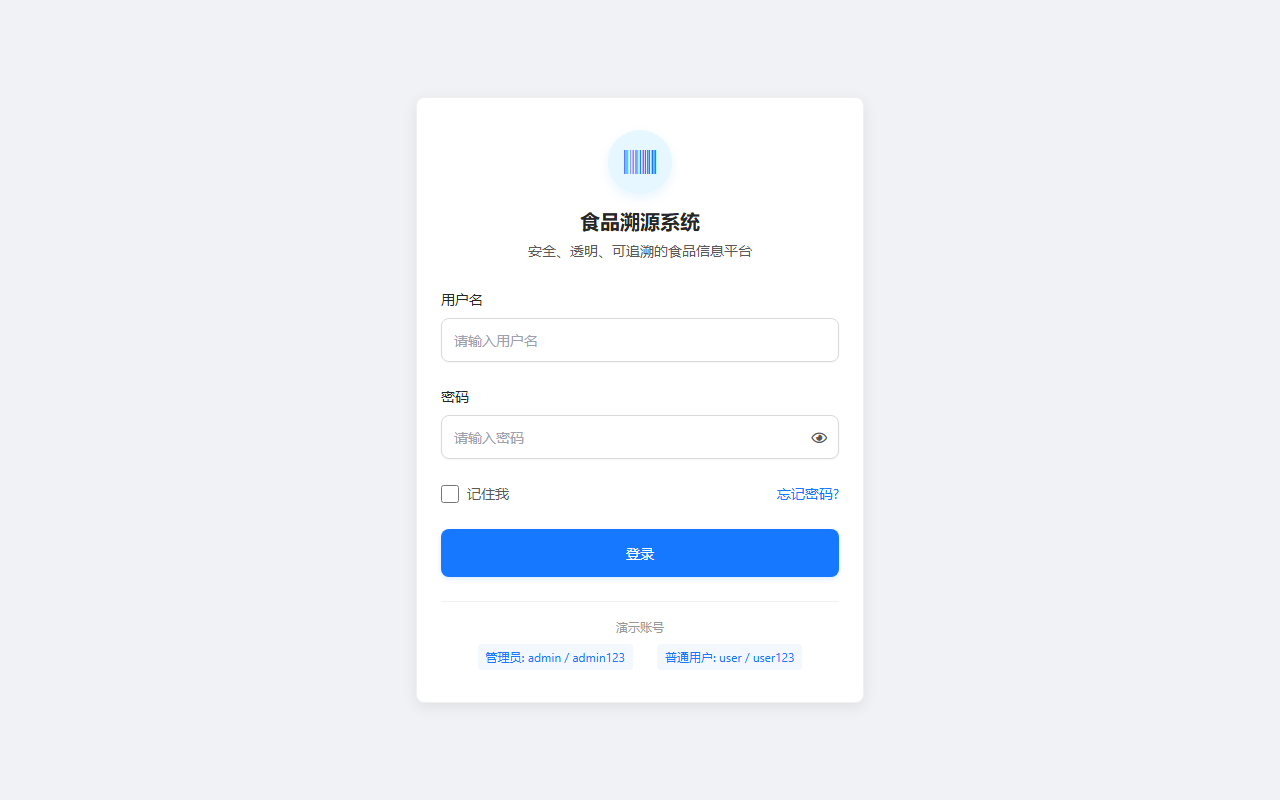 食品溯源系统
安全、透明、可追溯的食品信息平台
用户名
请输入用户名
密码
请输入密码
记住我 忘记密码?
登录
演示账号
管理员: admin / admin123 普通用户: user / user123